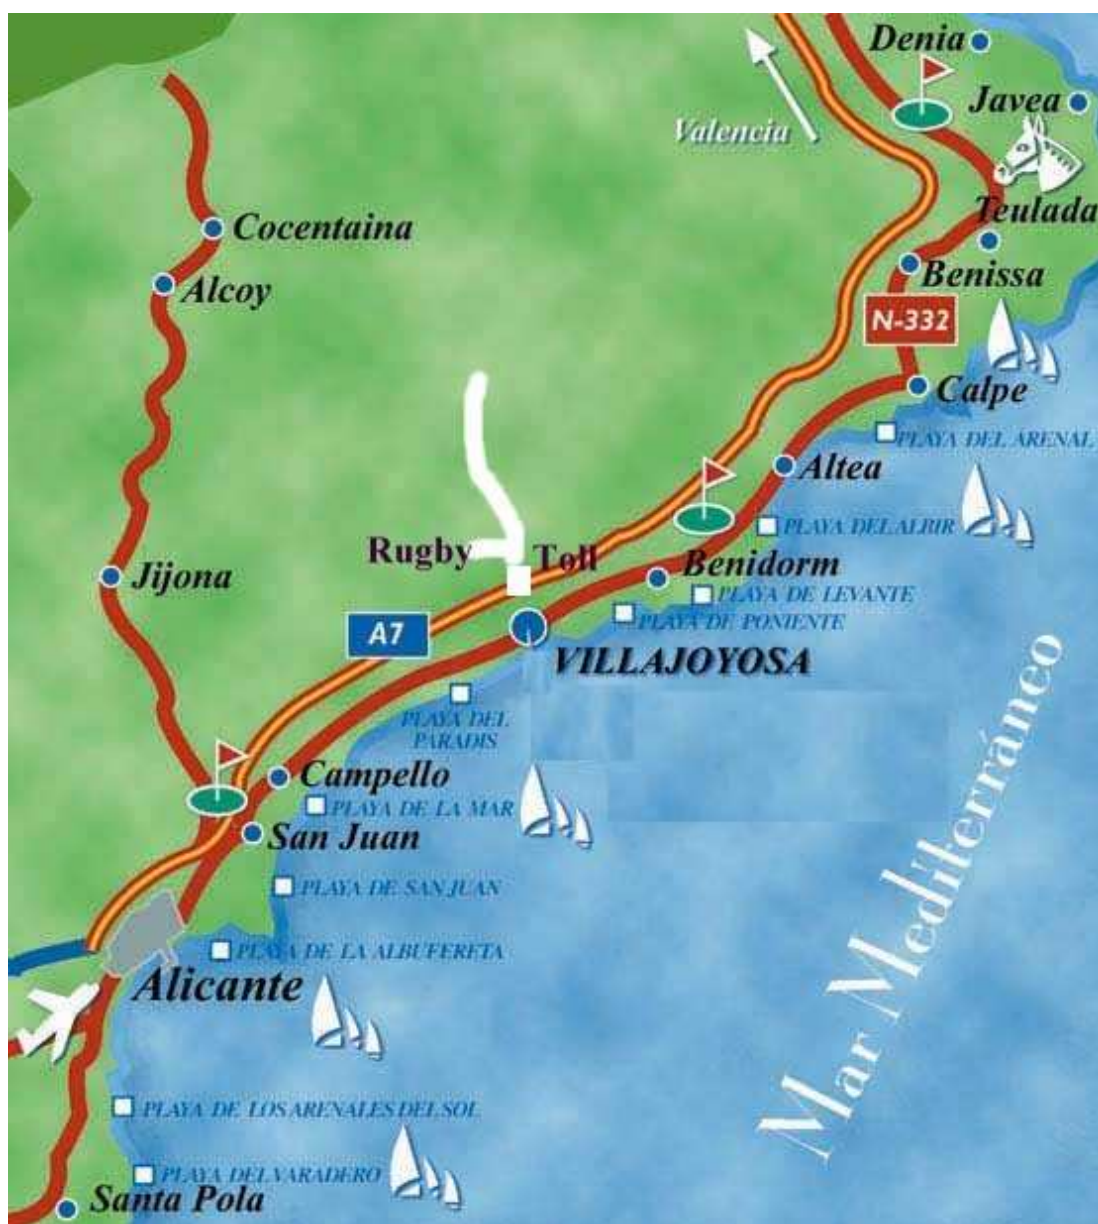 Denia
Javea
Valencia
Teulada
Cocentaina
Benissa
Alcoy
N-332
Calpe
PLAYA DEL ARENAL
Altea
PLAYA DEL ALBIR
Rugby
Toll
Benidorm
Jijona
PLAYA DE LEVANTE
PLAYA DE PONIENTE
A7
VILLAJOYOSA
PLAYA DEL
PARADIS
Campello
PLAYA DE LA MAR
San Juan
PLAYA DE SAN JUAN
PLAYA DE LA ALBUFERETA
Alicante
Mar Mediterráneo
PLAYA DE LOS ARENALES DEL SOL
PLAYA DEL VARADERO
Santa Pola